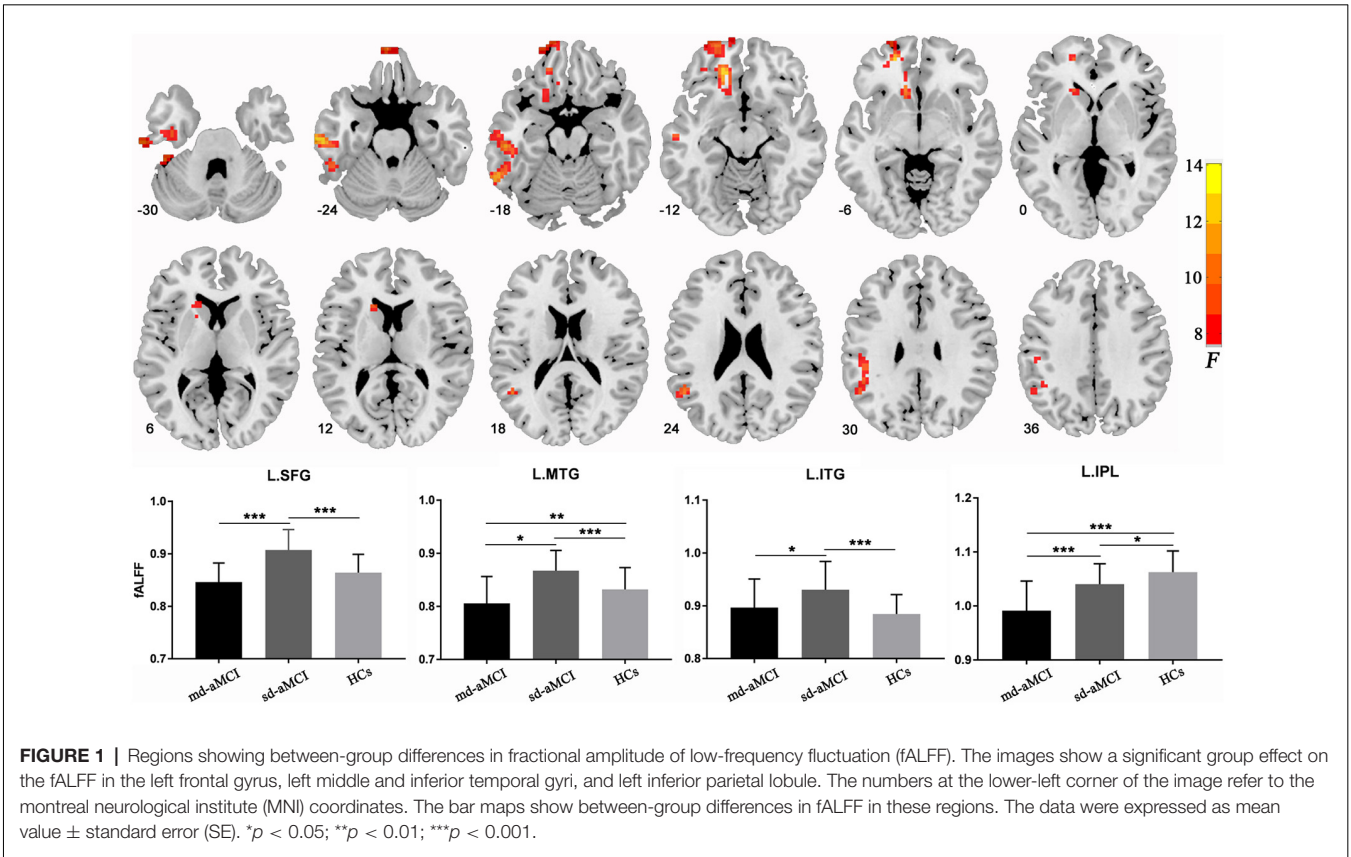 -30
-24
-18
-12
-6
0
14
12
10
8
F
6
12
18
24
30
36
L.SFG
L.MTG
L.ITG
L.IPL
fALFF
1.0
0.9
0.8
0.7
***
***
md-aMCI
sd-aMCI
HCs
1.0
0.9
0.8
0.7
**
*
***
md-aMCI
sd-aMCI
HCs
1.1
1.0
0.9
0.8
*
***
md-aMCI
sd-aMCI
HCs
1.2
1.1
1.0
0.9
***
***
*
md-aMCI
sd-aMCI
HCs
FIGURE 1 | Regions showing between-group differences in fractional amplitude of low-frequency fluctuation (fALFF). The images show a significant group effect on
the fALFF in the left frontal gyrus, left middle and inferior temporal gyri, and left inferior parietal lobule. The numbers at the lower-left corner of the image refer to the
montreal neurological institute (MNI) coordinates. The bar maps show between-group differences in fALFF in these regions. The data were expressed as mean
value ± standard error (SE). *p < 0.05; **p < 0.01; ***p < 0.001.